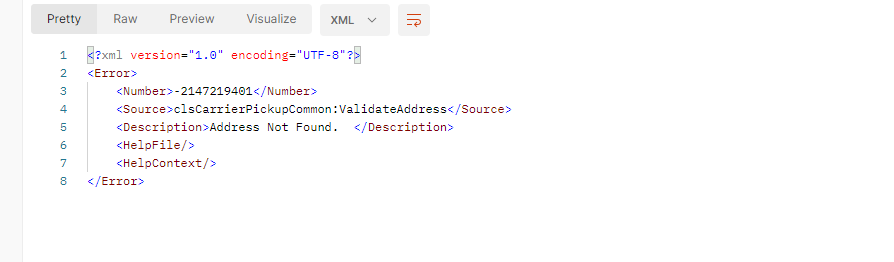 Pretty Raw Preview Visualize XML
1 <?xml version="1.0" encoding="UTF-8"?>
2 <Error>
3     <Number>-2147219401</Number>
4     <Source>clsCarrierPickupCommon:ValidateAddress</Source>
5     <Description>Address Not Found.  </Description>
6     <HelpFile/>
7     <HelpContext/>
8 </Error>